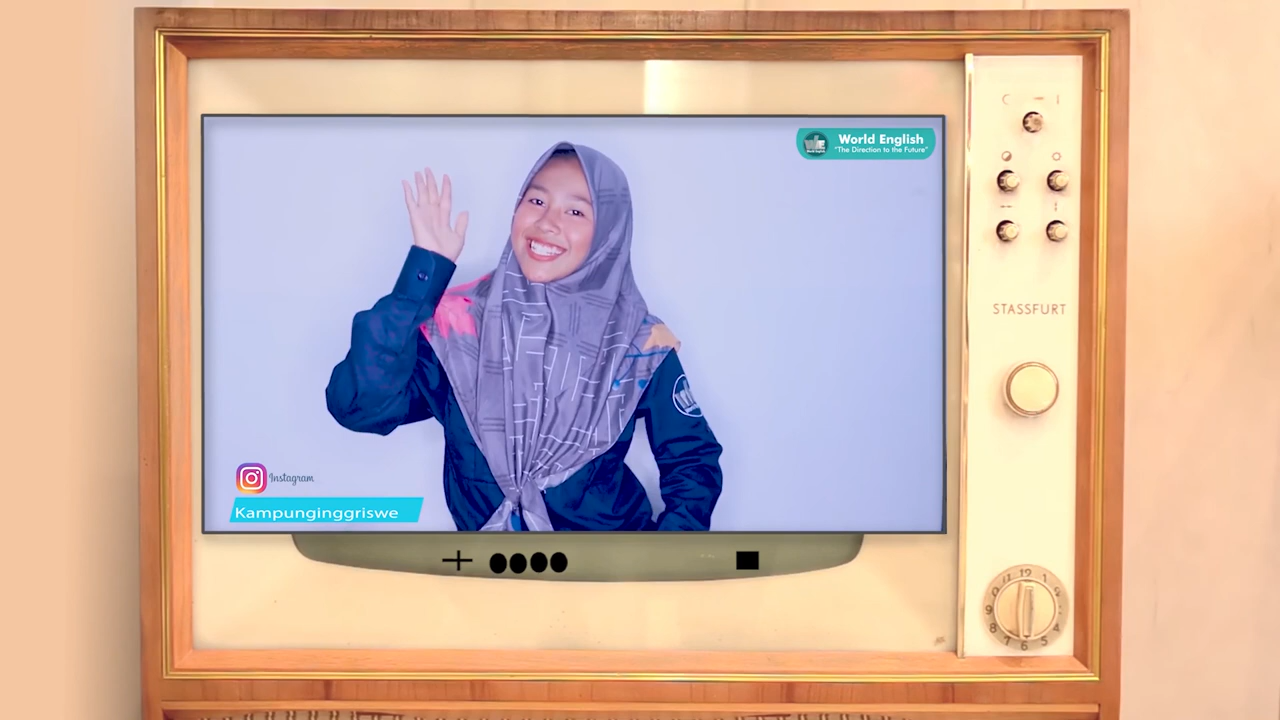 World English
"The Direction to the Future"
STASSFURT
Instagram
Kampunginggriswe